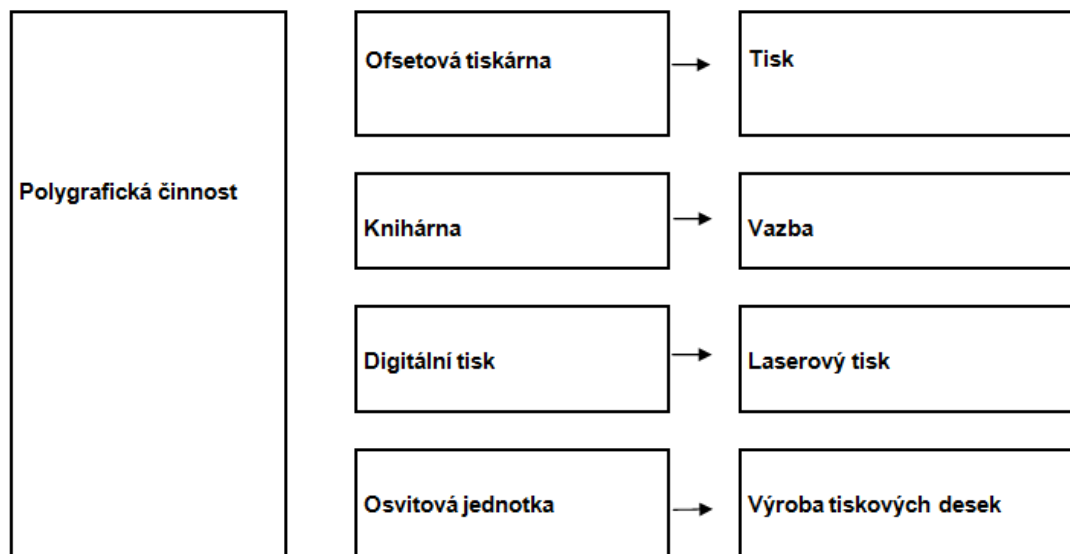 Polygrafická činnost
Ofsetová tiskárna
Tisk
Knihárna
Vazba
Digitální tisk
Laserový tisk
Osvitová jednotka
Výroba tiskových desek